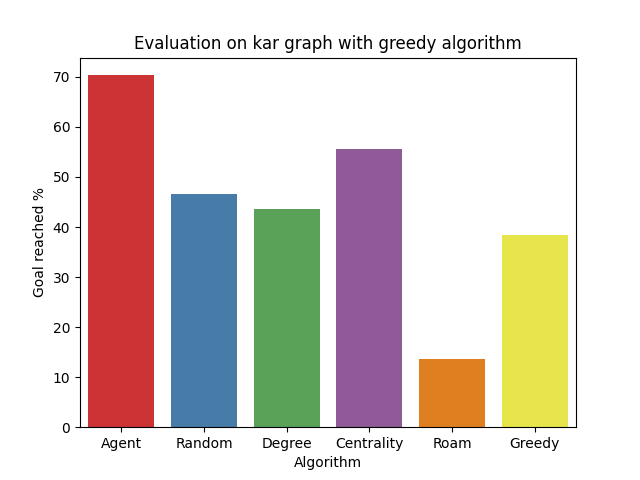 Evaluation on kar graph with greedy algorithm
70
60
50
40
30
20
10
0
Goal reached %
Agent Random Degree Centrality Roam Greedy
Algorithm